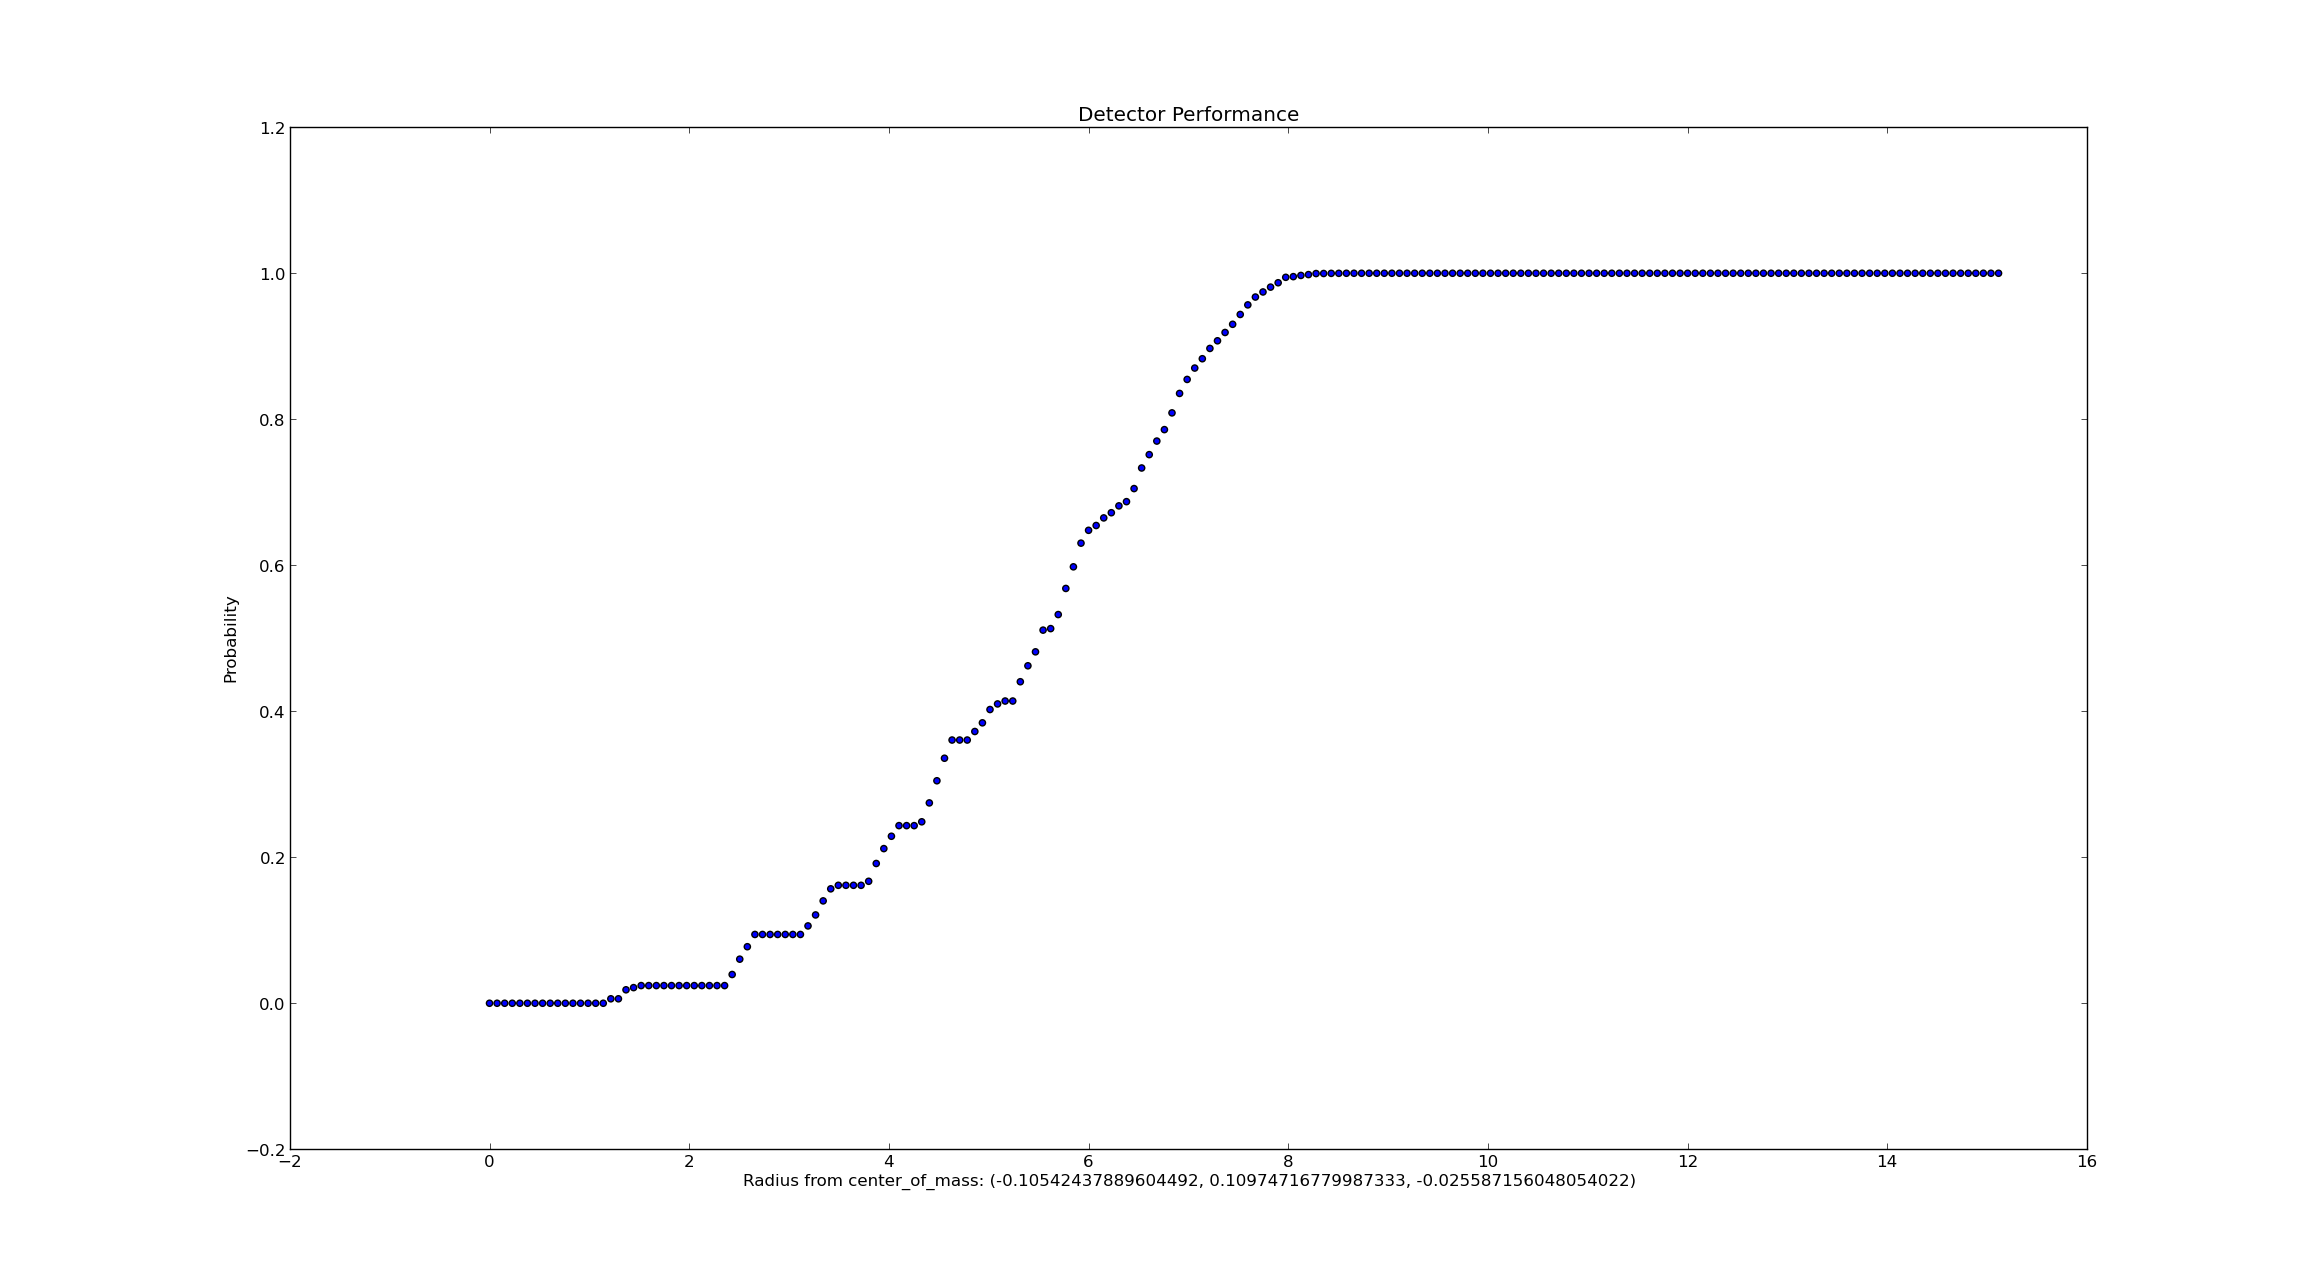 Detector Performance
1.2
1.0
0.8
0.6
0.4
0.2
0.0
−0.2
Probability
−2 0 2 4 6 8 10 12 14 16
Radius from center_of_mass: (-0.10542437889604492, 0.10974716779987333, -0.025587156048054022)